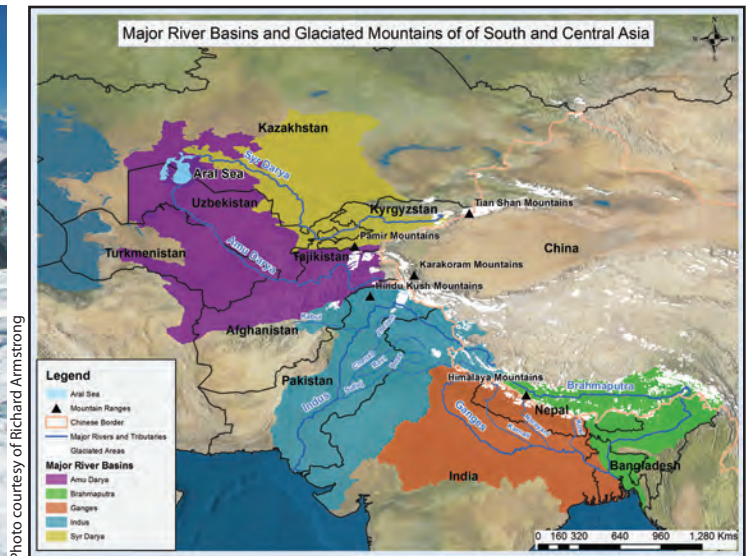 Photo courtesy of Richard Armstrong
Major River Basins and Glaciated Mountains of of South and Central Asia
N
W
E
S
Kazakhstan
Syr Darya
Aral Sea
Uzbekistan
Kyrgyzstan
Tian Shan Mountains
Turkmenistan
Amu Darya
Pamir Mountains
Tajikistan
China
Karakoram Mountains
Hindu Kush Mountains
Afghanistan
Kabul
Pakistan
Indus
Chenab
Ravi
Sutlej
Himalaya Mountains
Brahmaputra
Nepal
Ganges
Karnali
Narayani
India
Bangladesh
Legend
Aral Sea
Mountain Ranges
Chinese Border
Major Rivers and Tributaries
Glaciated Areas
Major River Basins
Amu Darya
Brahmaputra
Ganges
Indus
Syr Darya
0 160 320 640 960 1,280 Kms